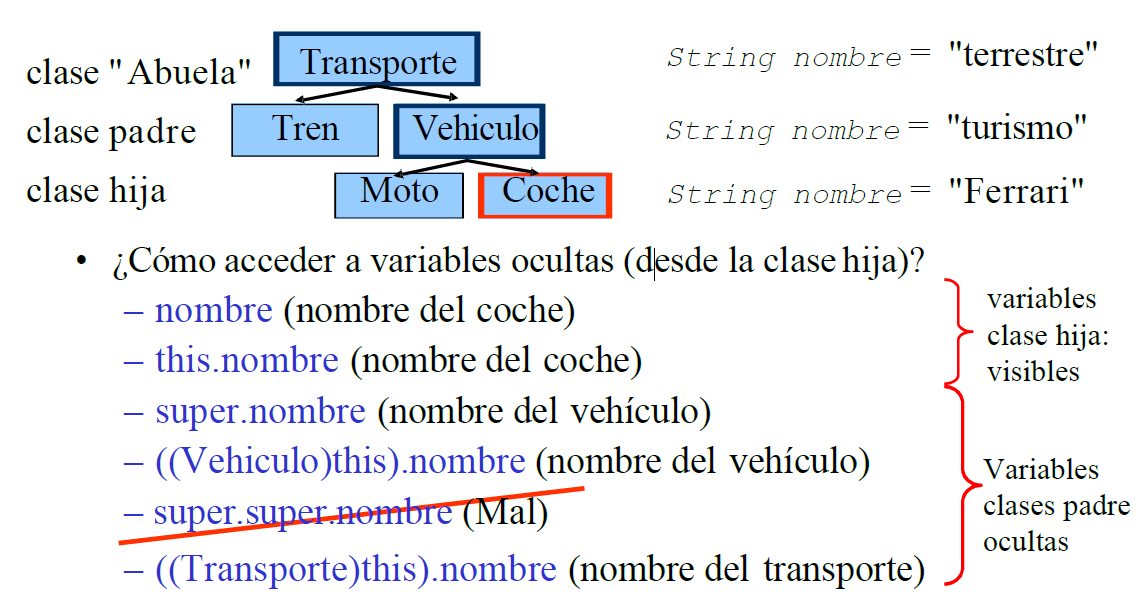 clase "Abuela" Transporte String nombre = "terrestre"
clase padre Tren Vehiculo String nombre = "turismo"
clase hija Moto Coche String nombre = "Ferrari"
• ¿Cómo acceder a variables ocultas (desde la clase hija)?
– nombre (nombre del coche)
– this.nombre (nombre del coche)
variables
clase hija:
visibles
– super.nombre (nombre del vehículo)
– ((Vehiculo)this).nombre (nombre del vehículo)
– super.super.nombre (Mal)
– ((Transporte)this).nombre (nombre del transporte)
Variables
clases padre
ocultas